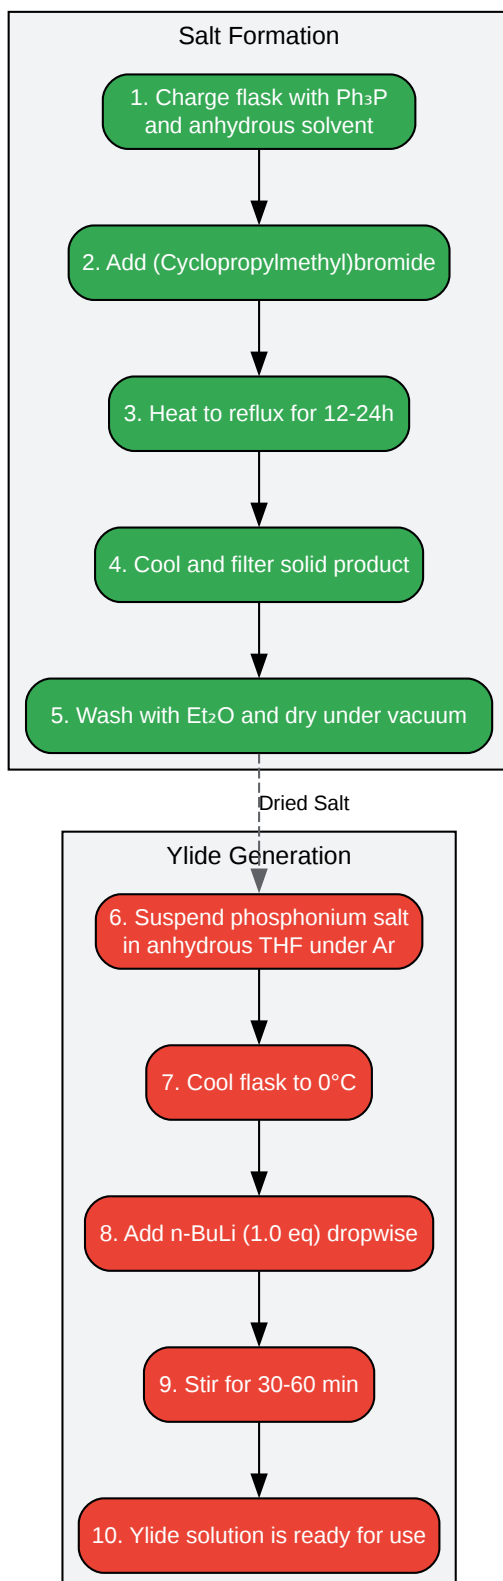 Salt Formation
1. Charge flask with Ph₃P
and anhydrous solvent
2. Add (Cyclopropylmethyl)bromide
3. Heat to reflux for 12-24h
4. Cool and filter solid product
5. Wash with Et₂O and dry under vacuum
Dried Salt
Ylide Generation
6. Suspend phosphonium salt
in anhydrous THF under Ar
7. Cool flask to 0°C
8. Add n-BuLi (1.0 eq) dropwise
9. Stir for 30-60 min
10. Ylide solution is ready for use